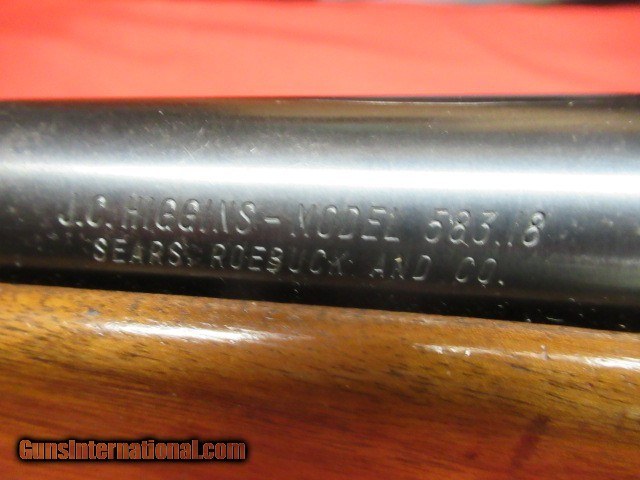 J.C. HIGGINS - MODEL 583.18
SEARS, ROEBUCK AND CO.
GunsInternational.com